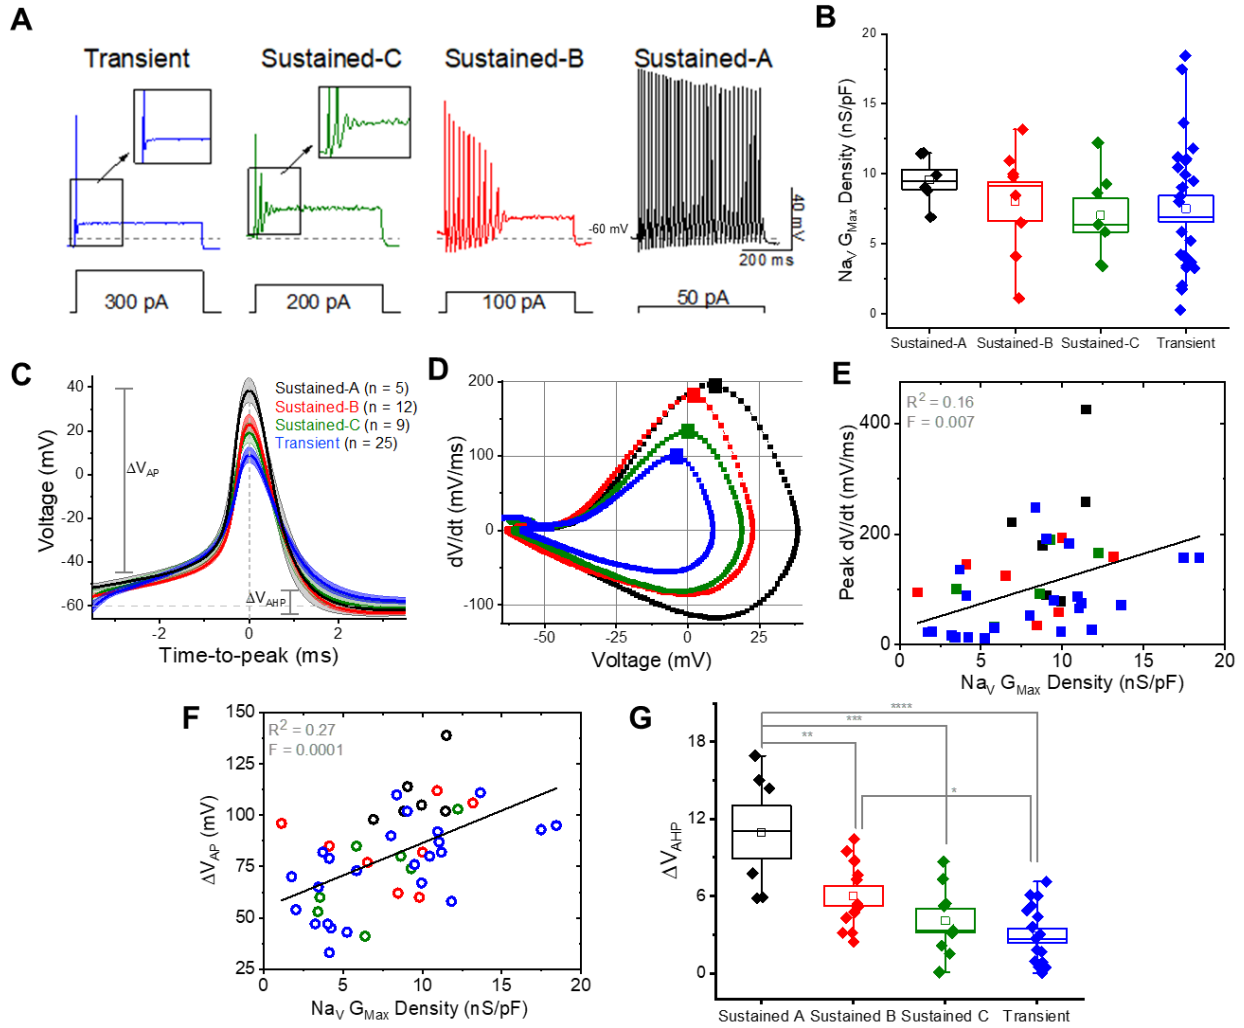 A
Transient
Sustained-C
Sustained-B
Sustained-A
-60 mV
40 mV
200 ms
300 pA
200 pA
100 pA
50 pA
B
NaV GMax Density (nS/pF)
20
15
10
5
0
Sustained-A
Sustained-B
Sustained-C
Transient
C
Voltage (mV)
40
20
0
-20
-40
-60
ΔVAP
ΔVAHP
Sustained-A (n = 5)
Sustained-B (n = 12)
Sustained-C (n = 9)
Transient (n = 25)
-2
0
2
Time-to-peak (ms)
D
dV/dt (mV/ms)
200
100
0
-100
-50
-25
0
25
Voltage (mV)
E
R2 = 0.16
F = 0.007
Peak dV/dt (mV/ms)
400
200
0
0
5
10
15
20
NaV GMax Density (nS/pF)
F
R2 = 0.27
F = 0.0001
ΔVAP (mV)
150
125
100
75
50
25
0
5
10
15
20
NaV GMax Density (nS/pF)
G
****
***
**
*
ΔVAHP
18
12
6
0
Sustained A
Sustained B
Sustained C
Transient